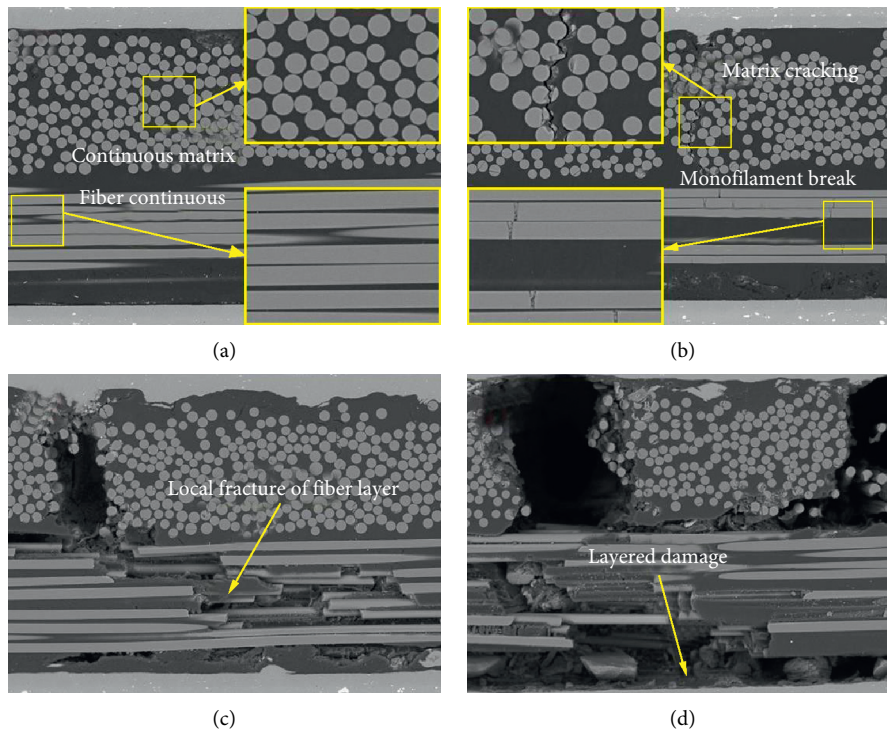 Continuous matrix
Fiber continuous
(a)
Matrix cracking
Monofilament break
(b)
Local fracture of fiber layer
(c)
Layered damage
(d)